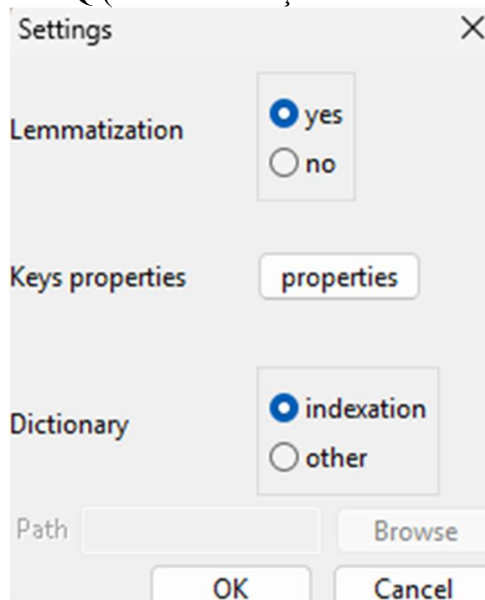 Settings
yes
Lemmatization
no
Keys properties properties
indexation
Dictionary
other
Path Browse
OK Cancel